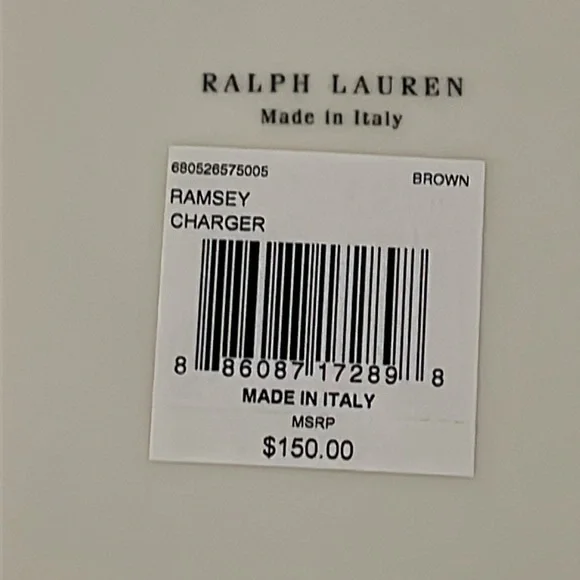 RALPH LAUREN
Made in Italy
680526575005
BROWN
RAMSEY
CHARGER
8 86087 17289 8
MADE IN ITALY
MSRP
$150.00